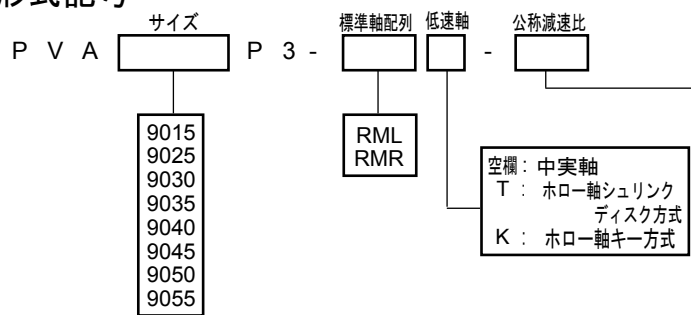 形式記号
サイズ 標準軸配列 低速軸 公称減速比
P V A P 3 - -
9015
9025
9030
9035
9040
9045
9050
9055
RML
RMR
空欄： 中実軸
T ： ホロー軸シュリンク
ディスク方式
K ： ホロー軸キー方式